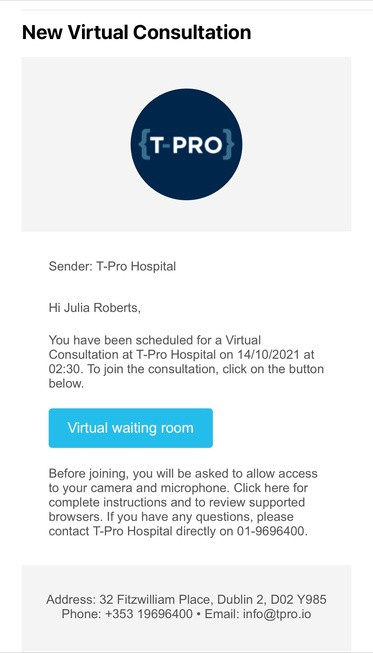 New Virtual Consultation
{T-PRO}
Sender: T-Pro Hospital
Hi Julia Roberts,
You have been scheduled for a Virtual
Consultation at T-Pro Hospital on 14/10/2021 at
02:30. To join the consultation, click on the button
below.
Virtual waiting room
Before joining, you will be asked to allow access
to your camera and microphone. Click here for
complete instructions and to review supported
browsers. If you have any questions, please
contact T-Pro Hospital directly on 01-9696400.
Address: 32 Fitzwilliam Place, Dublin 2, D02 Y985
Phone: +353 19696400 • Email: info@tpro.io